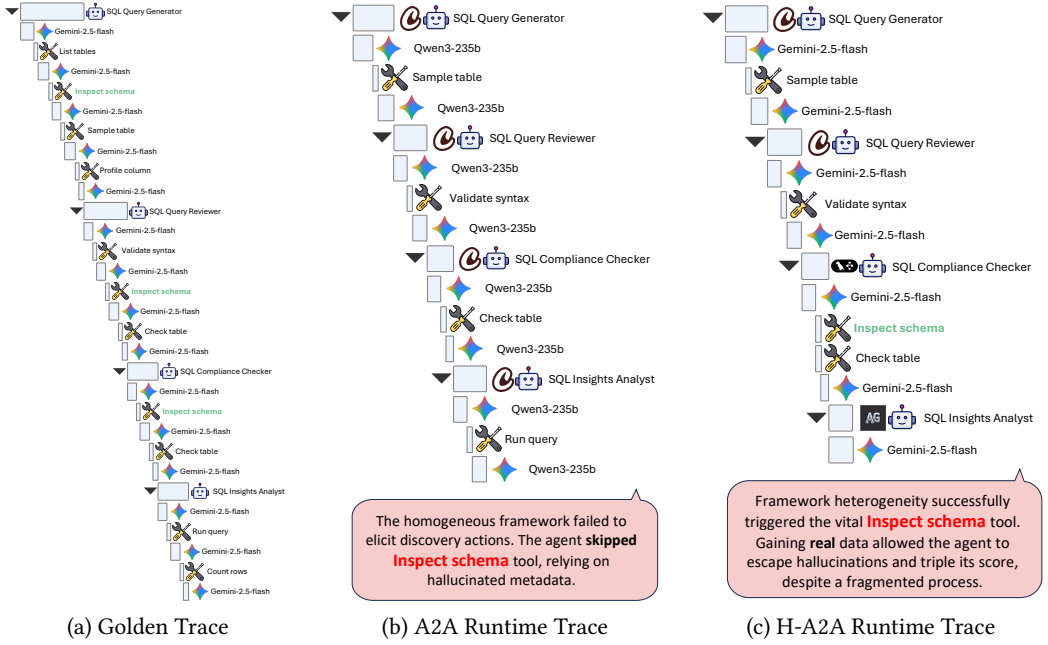 SQL Query Generator
Gemini-2.5-flash
List tables
Gemini-2.5-flash
Inspect schema
Gemini-2.5-flash
Sample table
Gemini-2.5-flash
Profile column
Gemini-2.5-flash
SQL Query Reviewer
Gemini-2.5-flash
Validate syntax
Gemini-2.5-flash
Inspect schema
Gemini-2.5-flash
Check table
Gemini-2.5-flash
SQL Compliance Checker
Gemini-2.5-flash
Inspect schema
Gemini-2.5-flash
Check table
Gemini-2.5-flash
SQL Insights Analyst
Gemini-2.5-flash
Run query
Gemini-2.5-flash
Count rows
Gemini-2.5-flash
(a) Golden Trace
SQL Query Generator
Qwen3-235b
Sample table
Qwen3-235b
SQL Query Reviewer
Qwen3-235b
Validate syntax
Qwen3-235b
SQL Compliance Checker
Qwen3-235b
Check table
Qwen3-235b
SQL Insights Analyst
Qwen3-235b
Run query
Qwen3-235b
The homogeneous framework failed to
elicit discovery actions. The agent skipped
Inspect schema tool, relying on
hallucinated metadata.
(b) A2A Runtime Trace
SQL Query Generator
Gemini-2.5-flash
Sample table
Gemini-2.5-flash
SQL Query Reviewer
Gemini-2.5-flash
Validate syntax
Gemini-2.5-flash
SQL Compliance Checker
Gemini-2.5-flash
Inspect schema
Check table
Gemini-2.5-flash
AG SQL Insights Analyst
Gemini-2.5-flash
Framework heterogeneity successfully
triggered the vital Inspect schema tool.
Gaining real data allowed the agent to
escape hallucinations and triple its score,
despite a fragmented process.
(c) H-A2A Runtime Trace